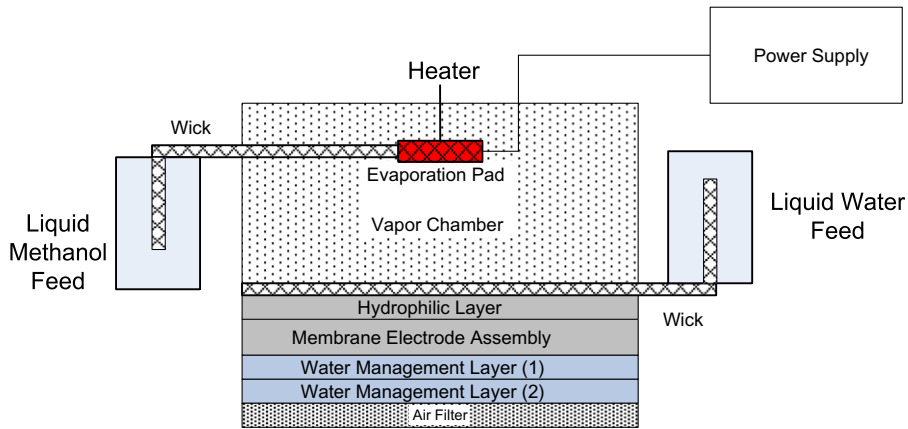 Power Supply
Heater
Wick
Evaporation Pad
Liquid Water
Feed
Liquid
Methanol
Feed
Vapor Chamber
Hydrophilic Layer
Wick
Membrane Electrode Assembly
Water Management Layer (1)
Water Management Layer (2)
Air Filter